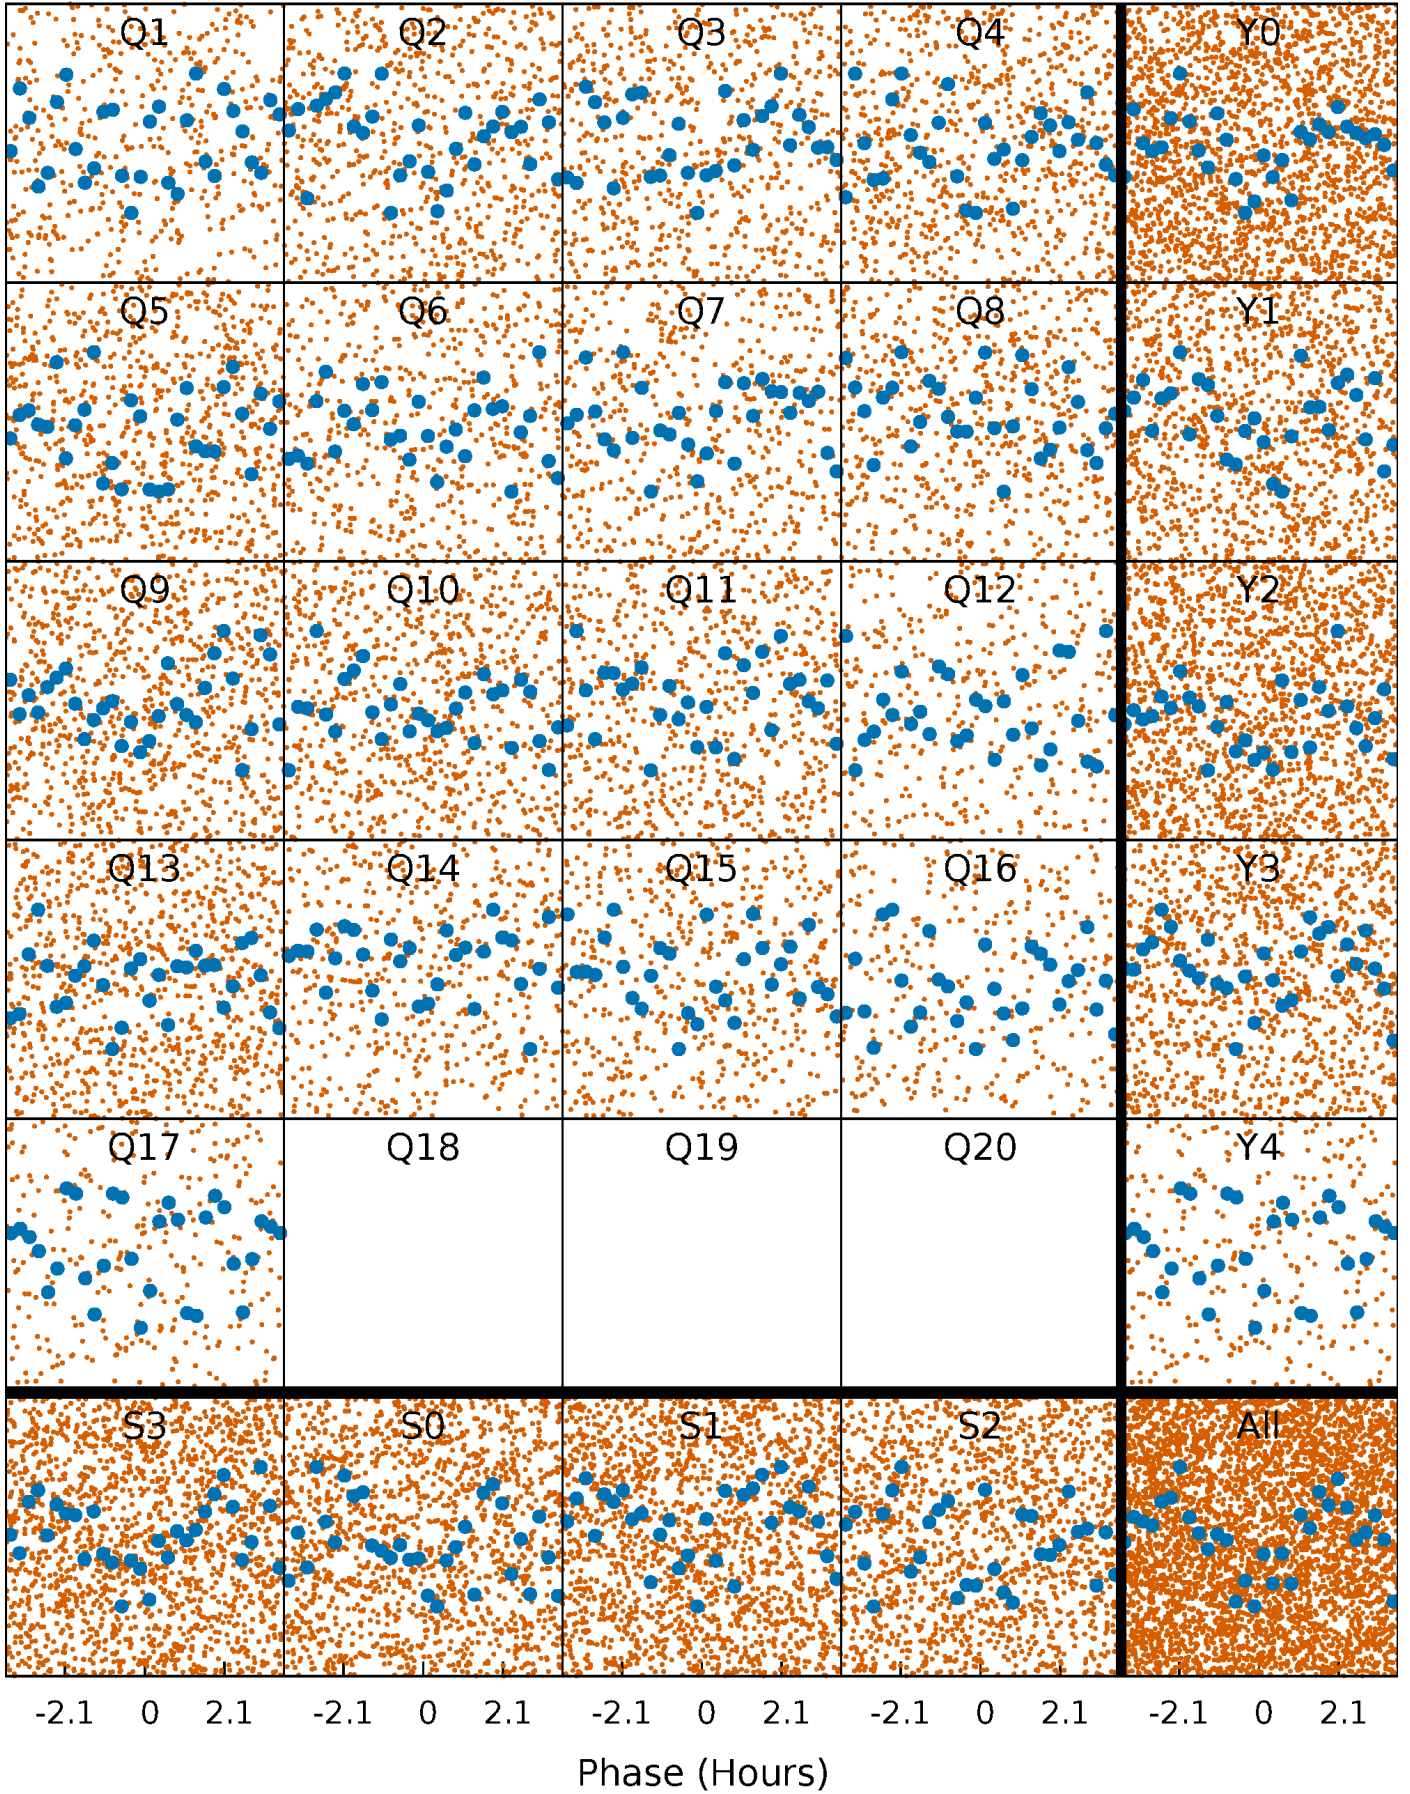 Q1 Q2 Q3 Q4 Y0
Q5 Q6 Q7 Q8 Y1
Q9 Q10 Q11 Q12 Y2
Q13 Q14 Q15 Q16 Y3
Q17 Q18 Q19 Q20 Y4
S3 S0 S1 S2 All
-2.1 0 2.1 -2.1 0 2.1 -2.1 0 2.1 -2.1 0 2.1 -2.1 0 2.1
Phase (Hours)